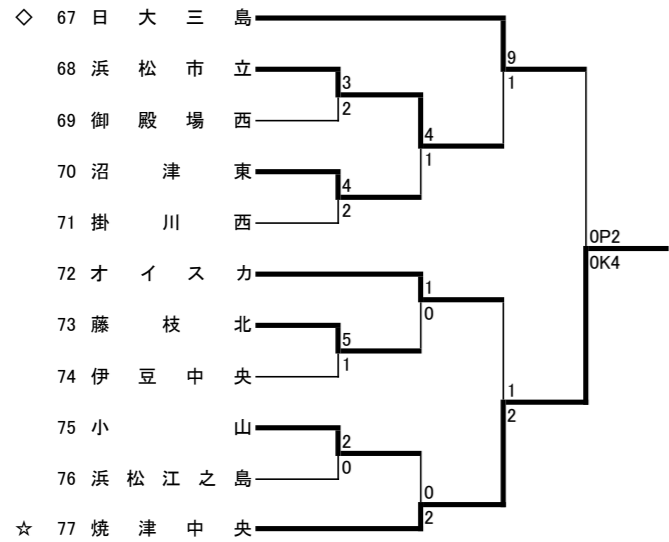 ◇ 67 日大三島
9
68 浜松市立
1
3
2
69 御殿場西
4
1
70 沼津東
4
2
71 掛川西
0P2
0K4
72 オイスカ
1
0
73 藤枝北
5
1
74 伊豆中央
1
2
75 小山
2
0
76 浜松江之島
0
2
☆ 77 焼津中央